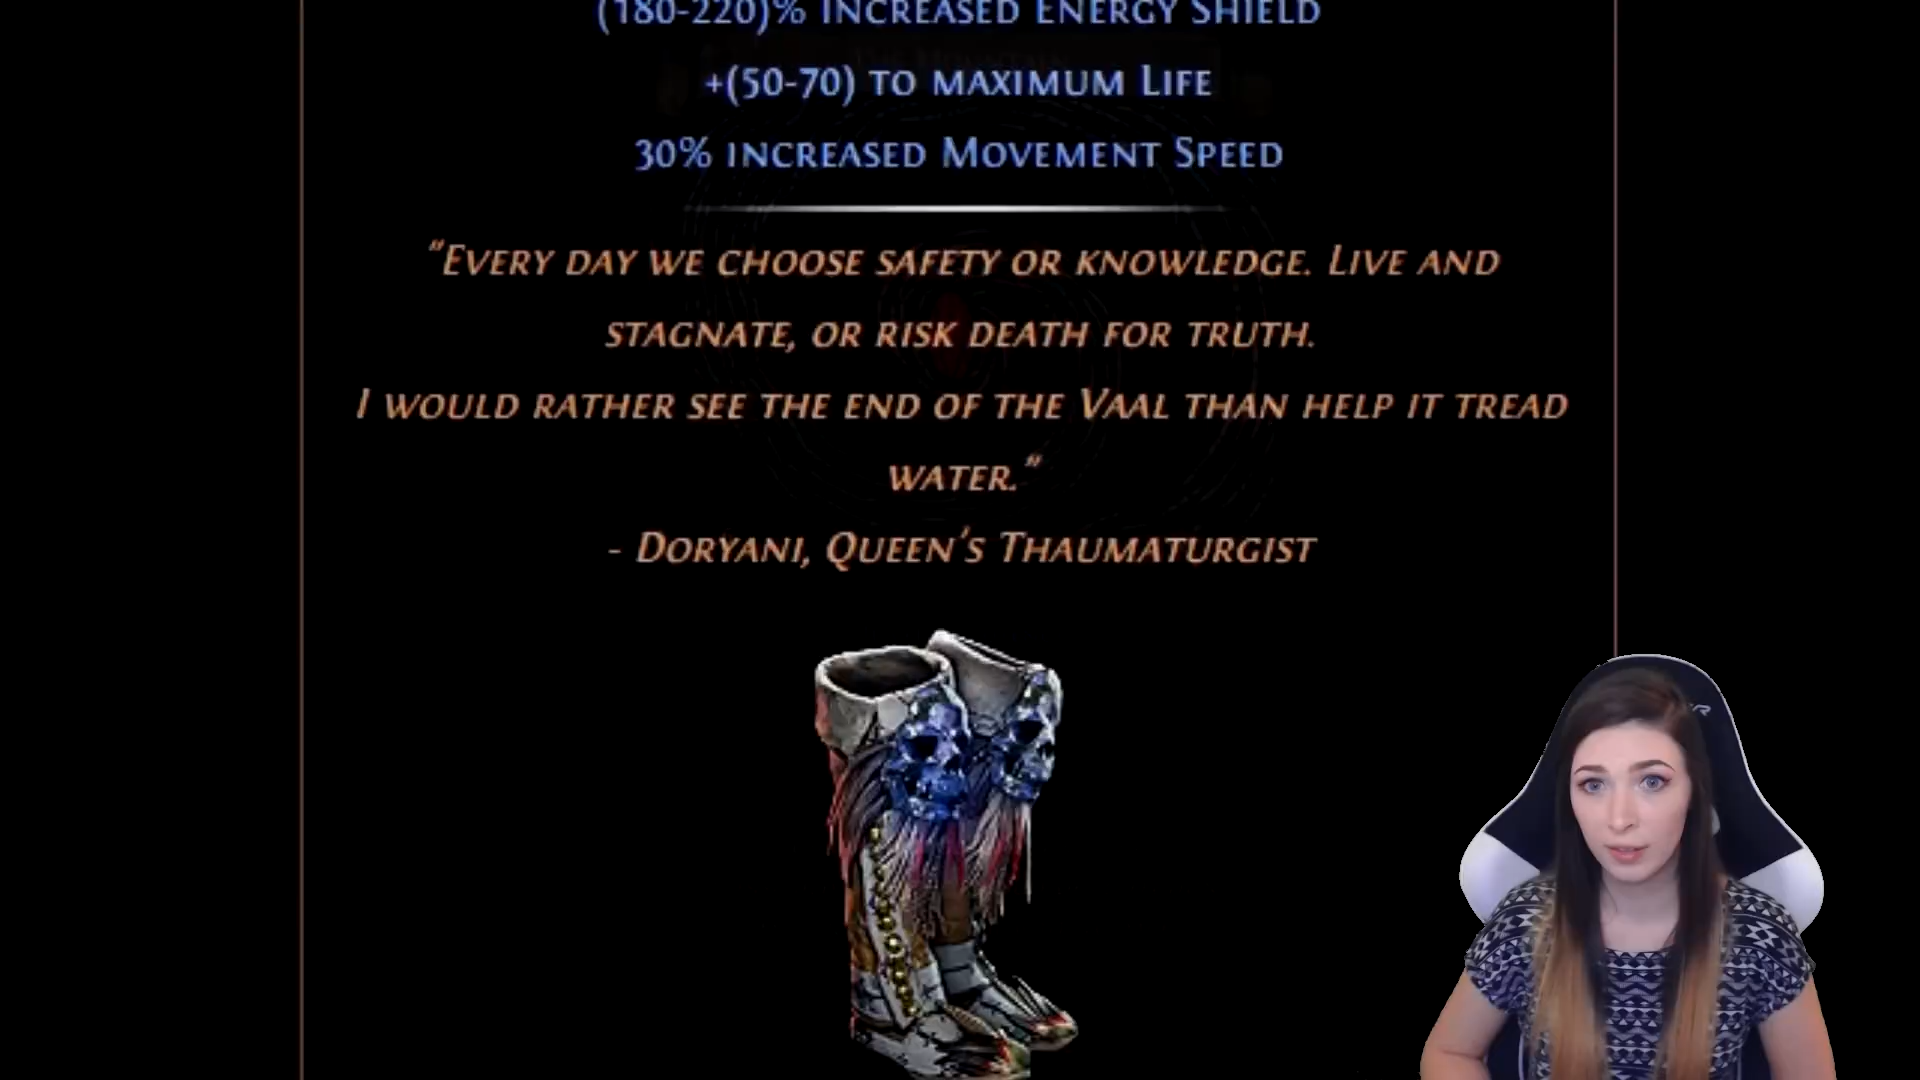 (180-220)% INCREASED ENERGY SHIELD
+(50-70) TO MAXIMUM LIFE
30% INCREASED MOVEMENT SPEED
"EVERY DAY WE CHOOSE SAFETY OR KNOWLEDGE. LIVE AND
STAGNATE, OR RISK DEATH FOR TRUTH.
I WOULD RATHER SEE THE END OF THE VAAL THAN HELP IT TREAD
WATER."
- DORYANI, QUEEN'S THAUMATURGIST